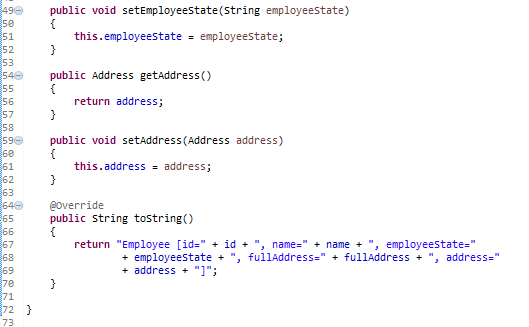 49 public void setEmployeeState(String employeeState)
50 {
51 this.employeeState = employeeState;
52 }
53
54 public Address getAddress()
55 {
56 return address;
57 }
58
59 public void setAddress(Address address)
60 {
61 this.address = address;
62 }
63
64 @Override
65 public String toString()
66 {
67 return "Employee [id=" + id + ", name=" + name + ", employeeState="
68 + employeeState + ", fullAddress=" + fullAddress + ", address="
69 + address + "]";
70 }
71
72 }
73